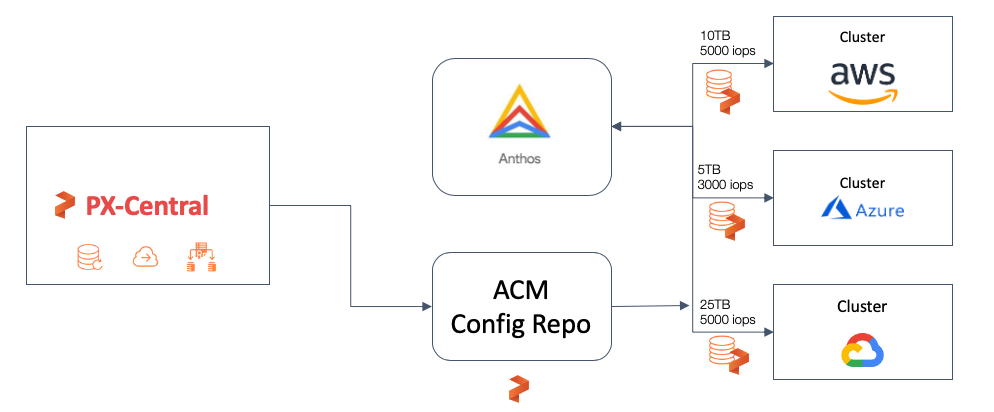 PX-Central
Anthos
ACM
Config Repo
10TB
5000 iops
Cluster
aws
5TB
3000 iops
Cluster
Azure
25TB
5000 iops
Cluster